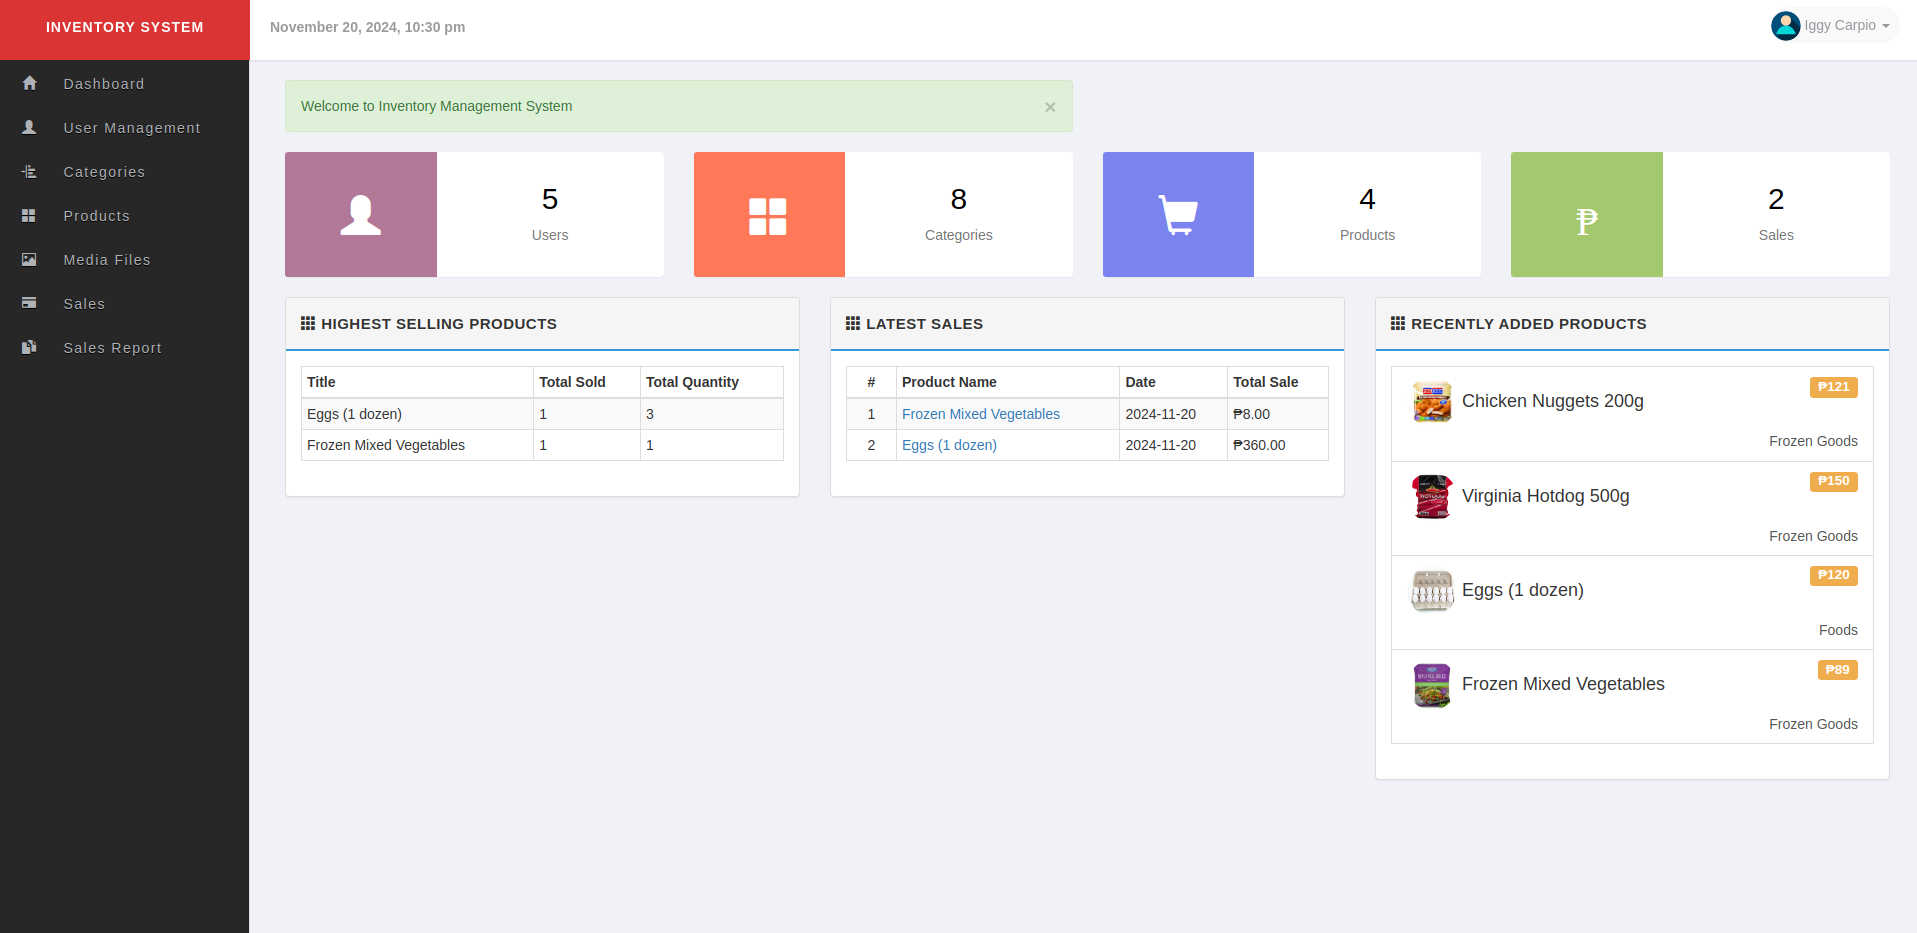 INVENTORY SYSTEM
November 20, 2024, 10:30 pm
Iggy Carpio
Dashboard
User Management
Categories
Products
Media Files
Sales
Sales Report
Welcome to Inventory Management System ×
5
Users
8
Categories
4
Products
₱
2
Sales
HIGHEST SELLING PRODUCTS
Title Total Sold Total Quantity
Eggs (1 dozen) 1 3
Frozen Mixed Vegetables 1 1
LATEST SALES
# Product Name Date Total Sale
1 Frozen Mixed Vegetables 2024-11-20 ₱8.00
2 Eggs (1 dozen) 2024-11-20 ₱360.00
RECENTLY ADDED PRODUCTS
₱121
Chicken Nuggets 200g
Frozen Goods
₱150
Virginia Hotdog 500g
Frozen Goods
₱120
Eggs (1 dozen)
Foods
₱89
Frozen Mixed Vegetables
Frozen Goods